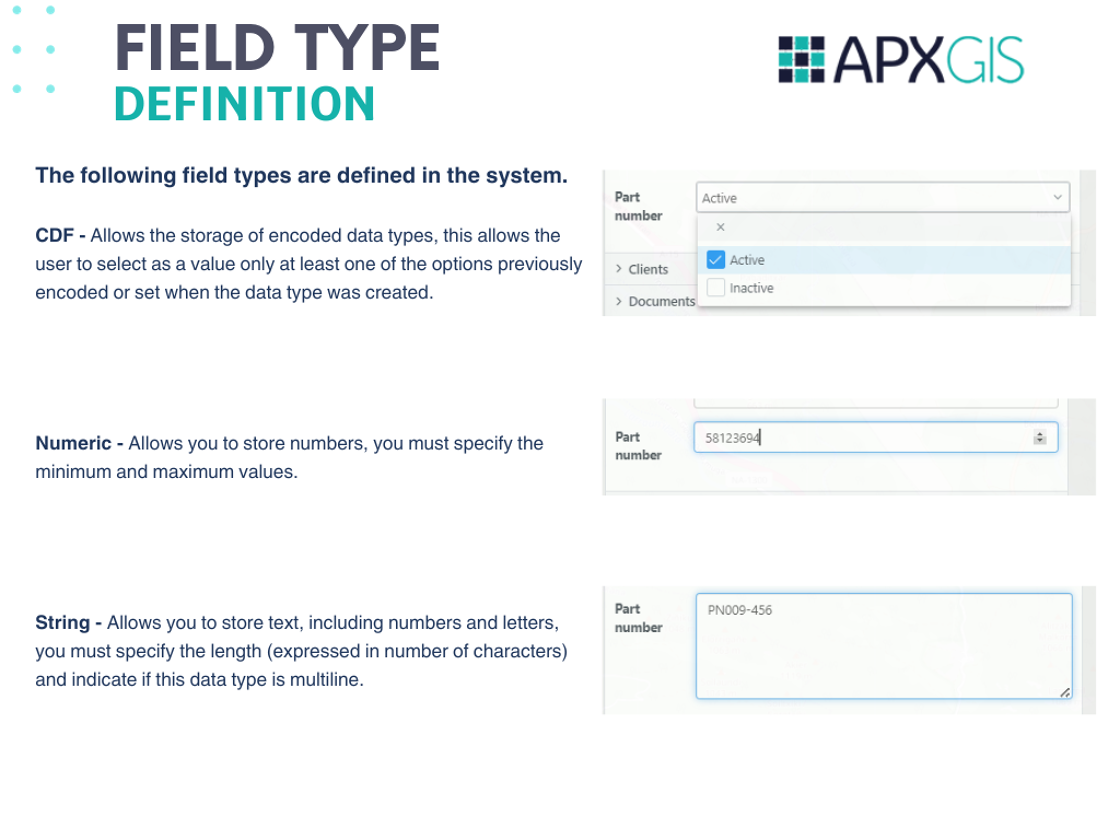 FIELD TYPE
DEFINITION
APXGIS
The following field types are defined in the system.
CDF - Allows the storage of encoded data types, this allows the
user to select as a value only at least one of the options previously
encoded or set when the data type was created.
Part
number
Active
×
Active
Inactive
Clients
Documents
Numeric - Allows you to store numbers, you must specify the
minimum and maximum values.
Part
number
58123694
String - Allows you to store text, including numbers and letters,
you must specify the length (expressed in number of characters)
and indicate if this data type is multiline.
Part
number
PN009-456